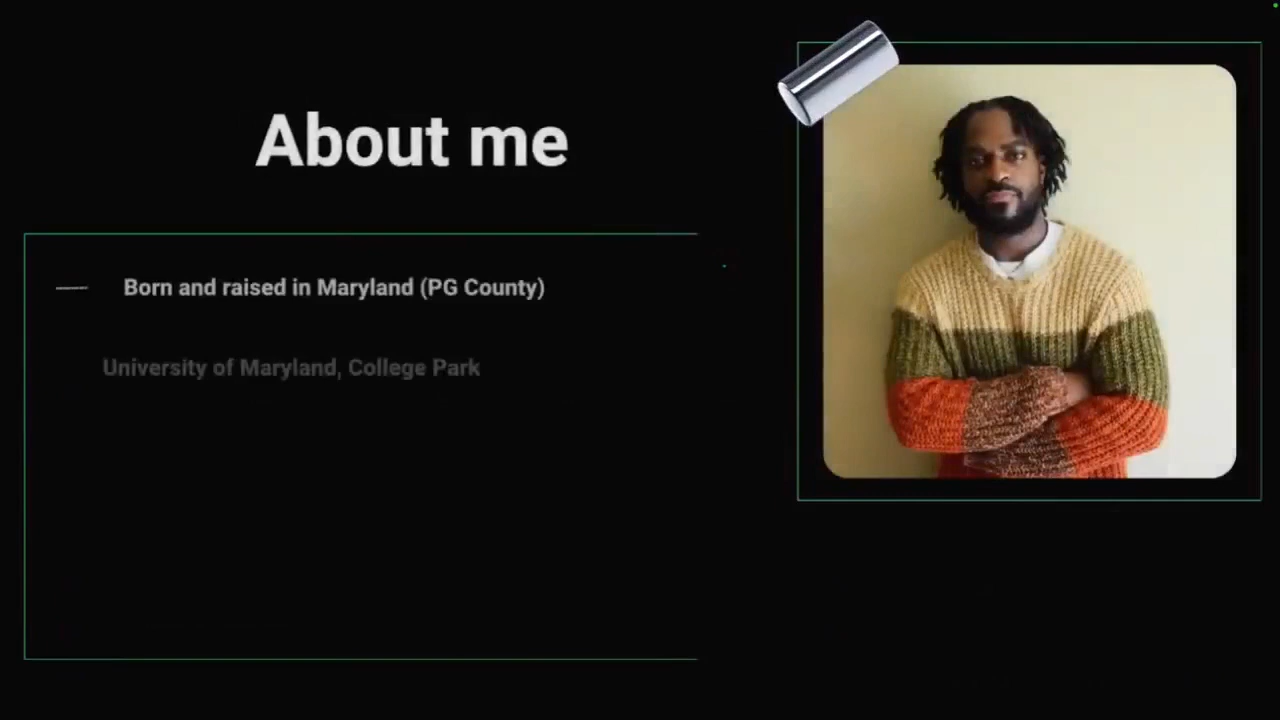 About me
Born and raised in Maryland (PG County)
University of Maryland, College Park